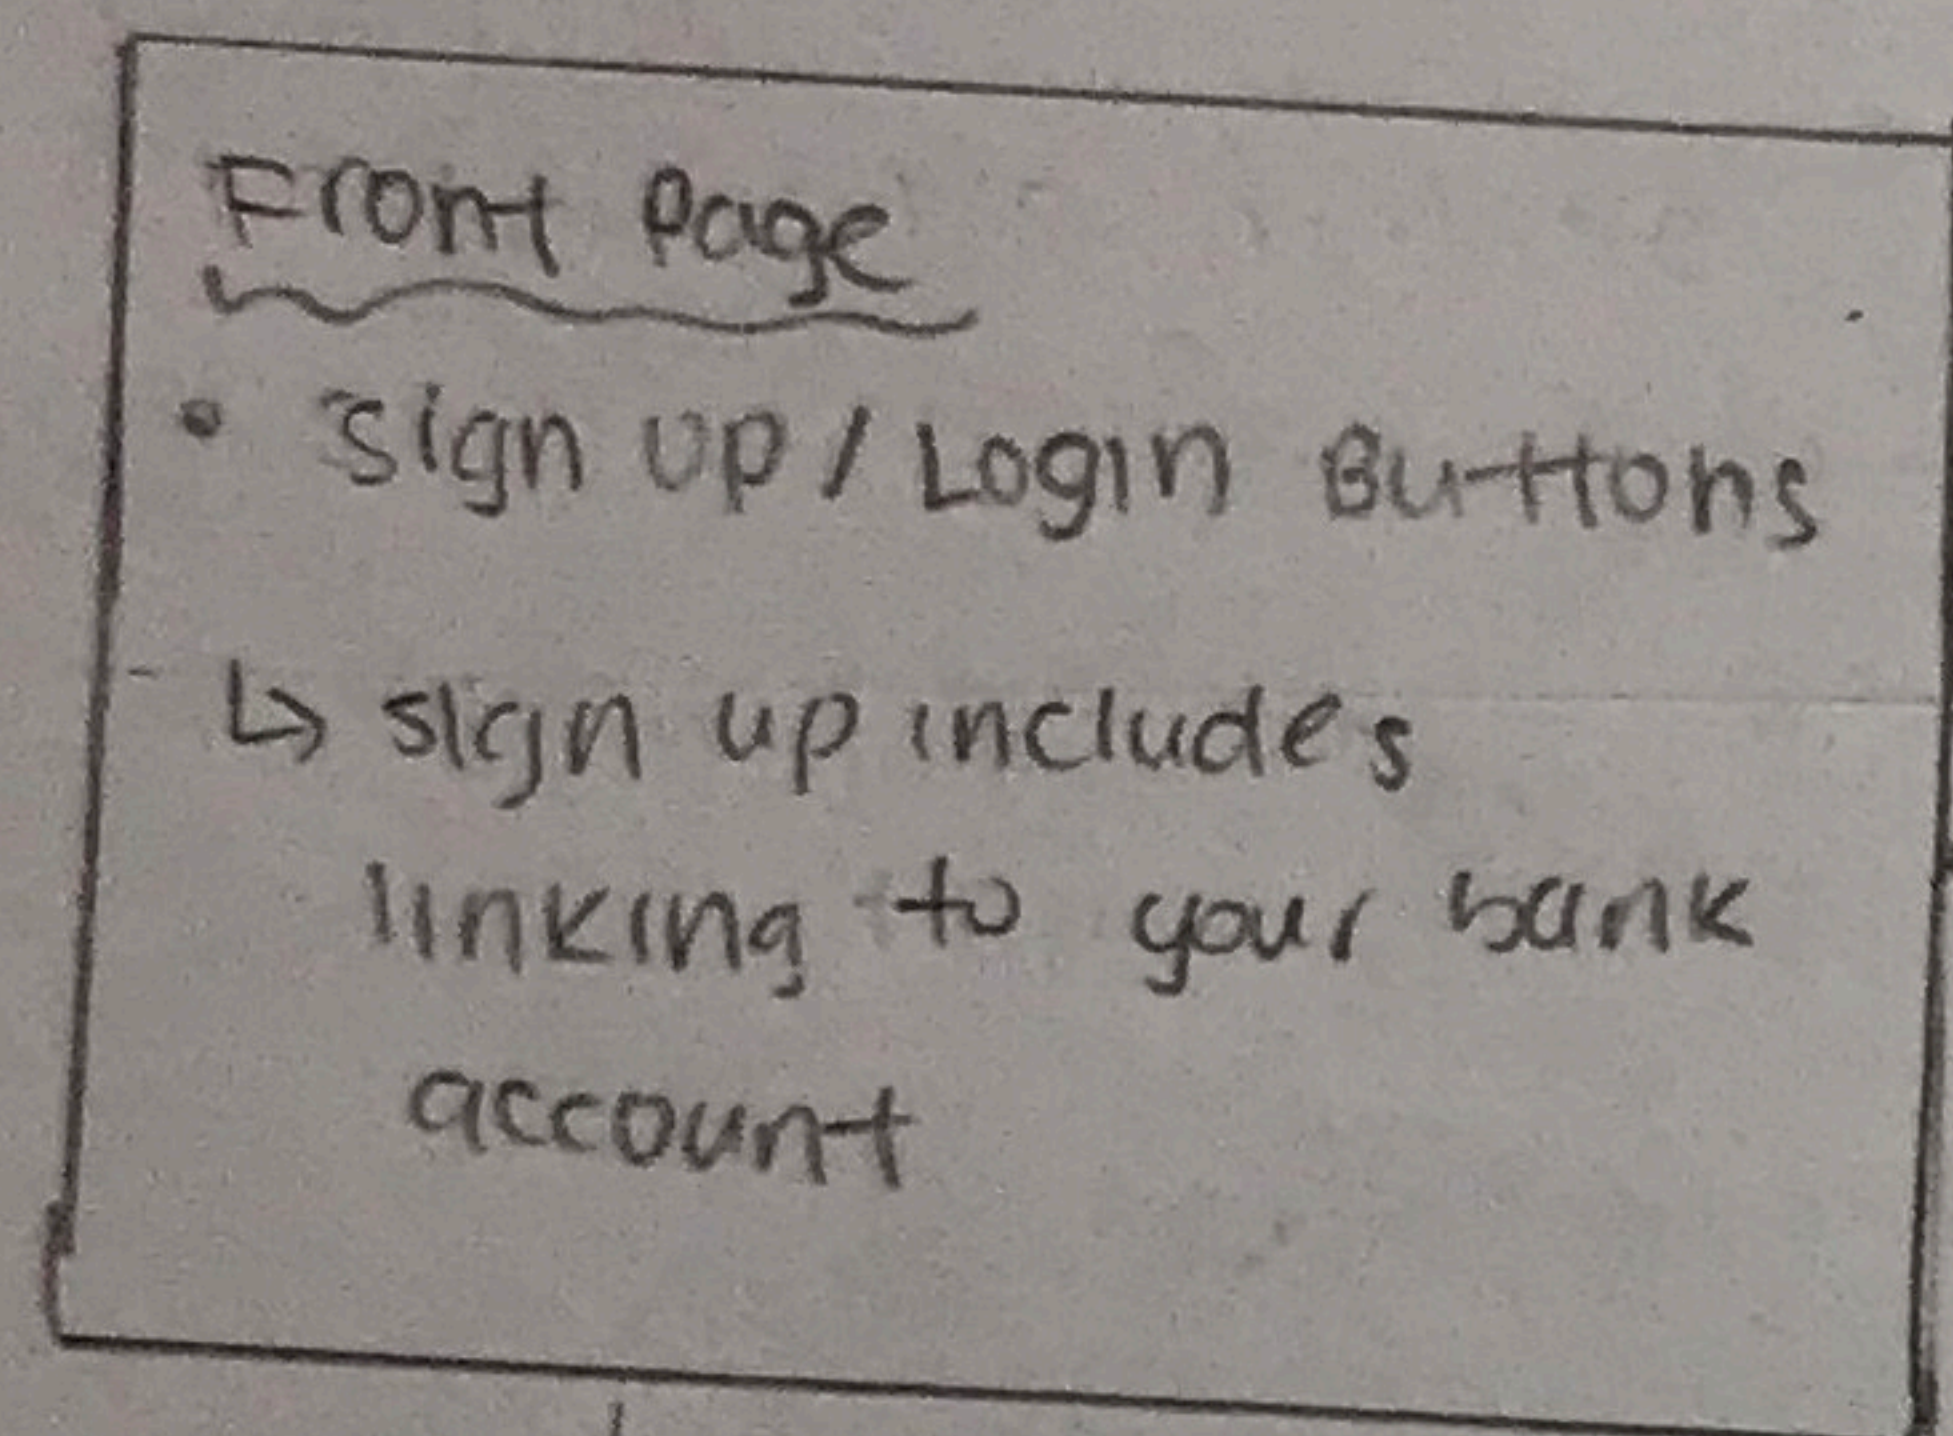 Front Page
• Sign up / Login Buttons
↳ sign up includes
linking to your bank
account